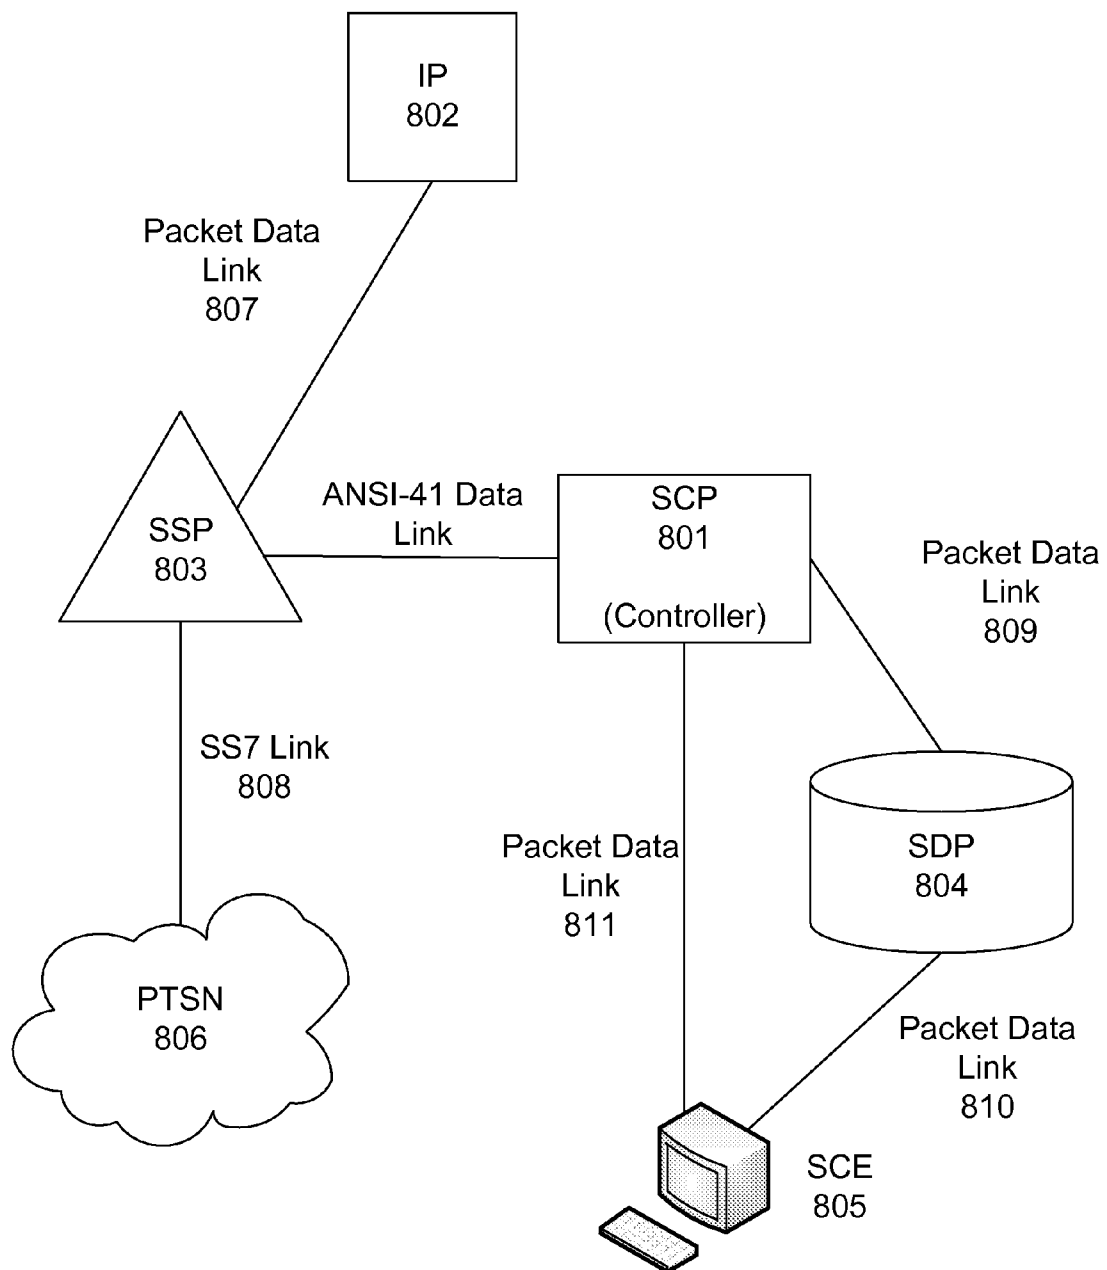 IP
802
Packet Data
Link
807
ANSI-41 Data
Link
SCP
801
(Controller)
SSP
803
Packet Data
Link
809
SS7 Link
808
Packet Data
Link
811
SDP
804
PTSN
806
Packet Data
Link
810
SCE
805